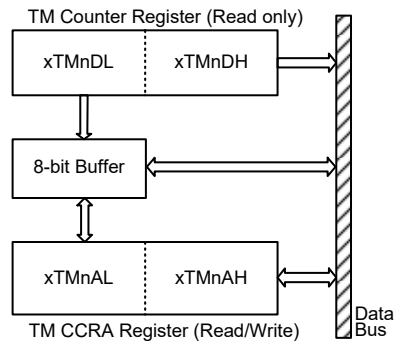 TM Counter Register (Read only)
xTMnDL
xTMnDH
8-bit Buffer
xTMnAL
xTMnAH
TM CCRA Register (Read/Write)
Data
Bus